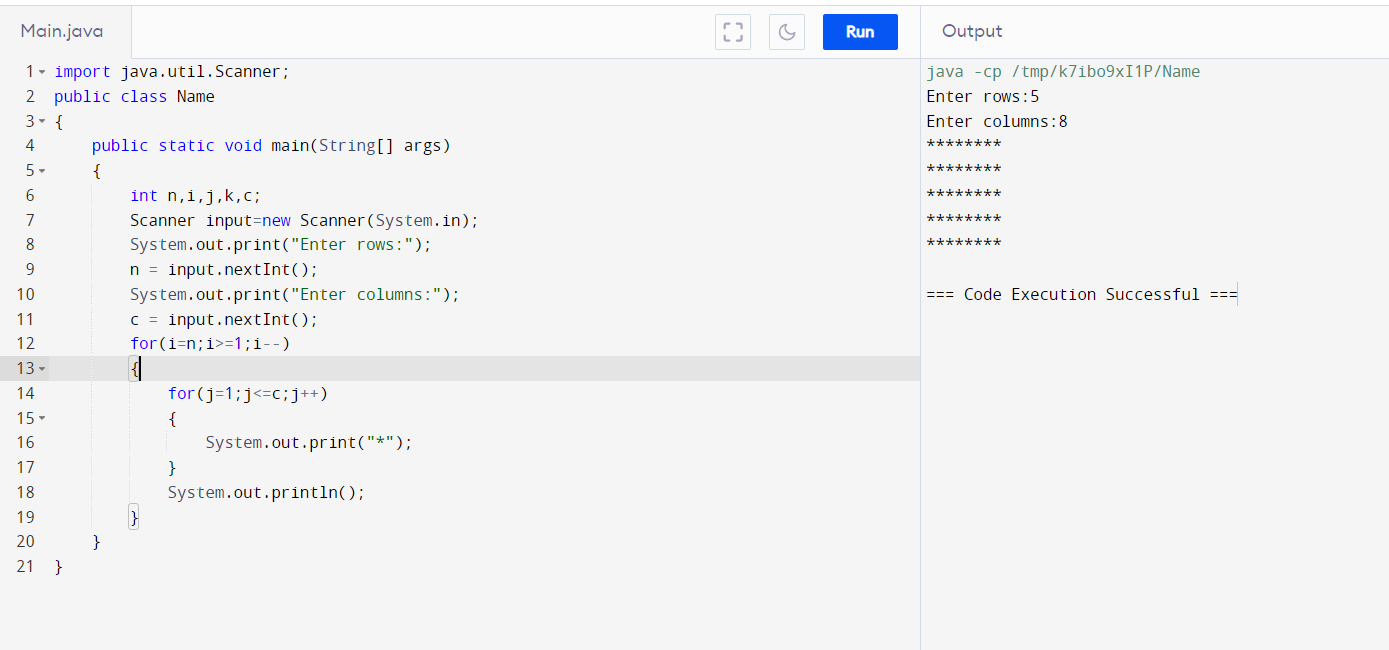 Main.java
Run
Output
1 import java.util.Scanner;
2 public class Name
3 {
4     public static void main(String[] args)
5     {
6         int n,i,j,k,c;
7         Scanner input=new Scanner(System.in);
8         System.out.print("Enter rows:");
9         n = input.nextInt();
10         System.out.print("Enter columns:");
11         c = input.nextInt();
12         for(i=n;i>=1;i--)
13         {
14             for(j=1;j<=c;j++)
15             {
16                 System.out.print("*");
17             }
18             System.out.println();
19         }
20     }
21 }
java -cp /tmp/k7ibo9xI1P/Name
Enter rows:5
Enter columns:8
********
********
********
********
********
=== Code Execution Successful ===